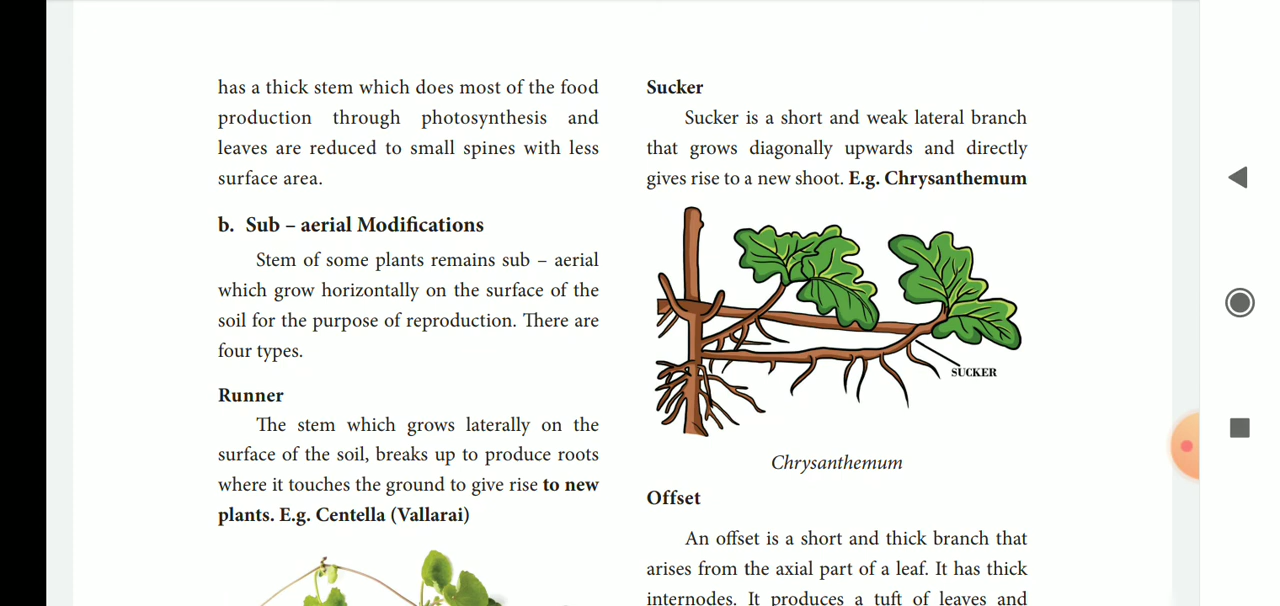 has a thick stem which does most of the food
production through photosynthesis and
leaves are reduced to small spines with less
surface area.
b. Sub – aerial Modifications
Stem of some plants remains sub – aerial
which grow horizontally on the surface of the
soil for the purpose of reproduction. There are
four types.
Runner
The stem which grows laterally on the
surface of the soil, breaks up to produce roots
where it touches the ground to give rise to new
plants. E.g. Centella (Vallarai)
Sucker
Sucker is a short and weak lateral branch
that grows diagonally upwards and directly
gives rise to a new shoot. E.g. Chrysanthemum
SUCKER
Chrysanthemum
Offset
An offset is a short and thick branch that
arises from the axial part of a leaf. It has thick
internodes. It produces a tuft of leaves and